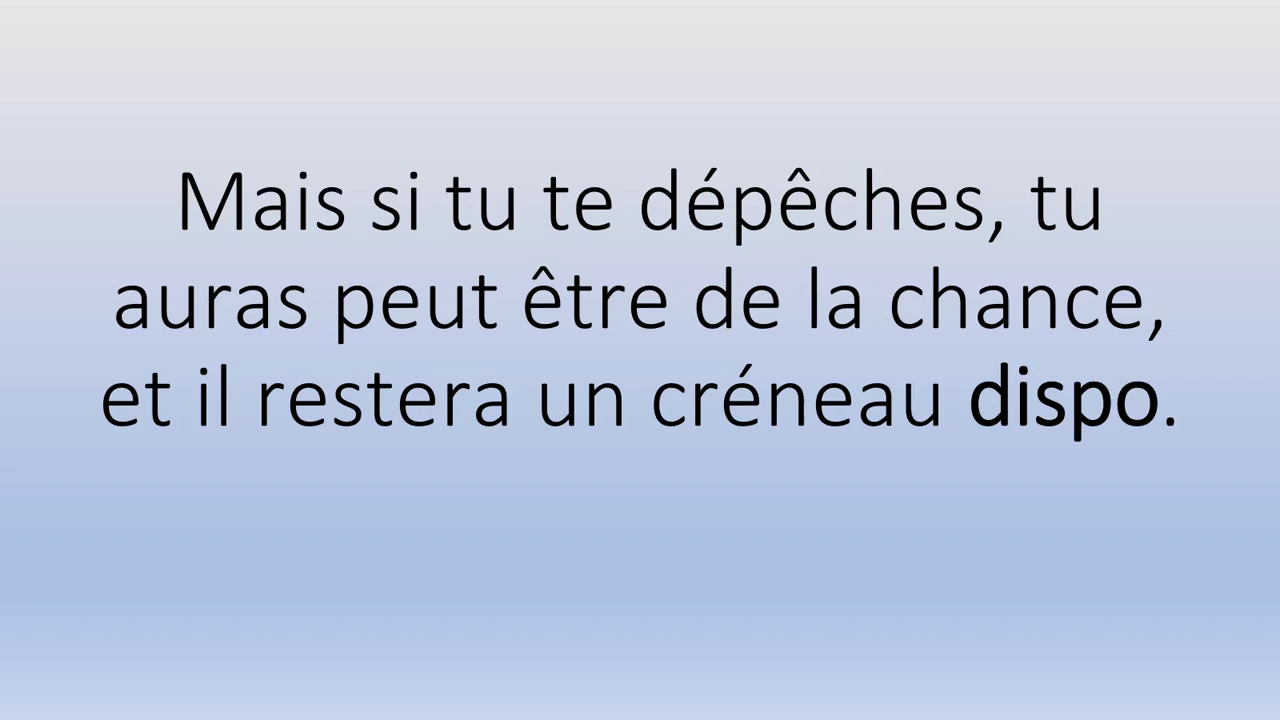 Mais si tu te dépêches, tu
auras peut être de la chance,
et il restera un créneau dispo.